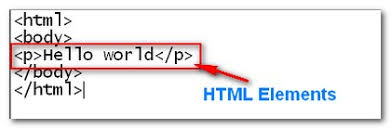 <html>
<body>
<p>Hello world</p>
</body>
</html>
HTML Elements